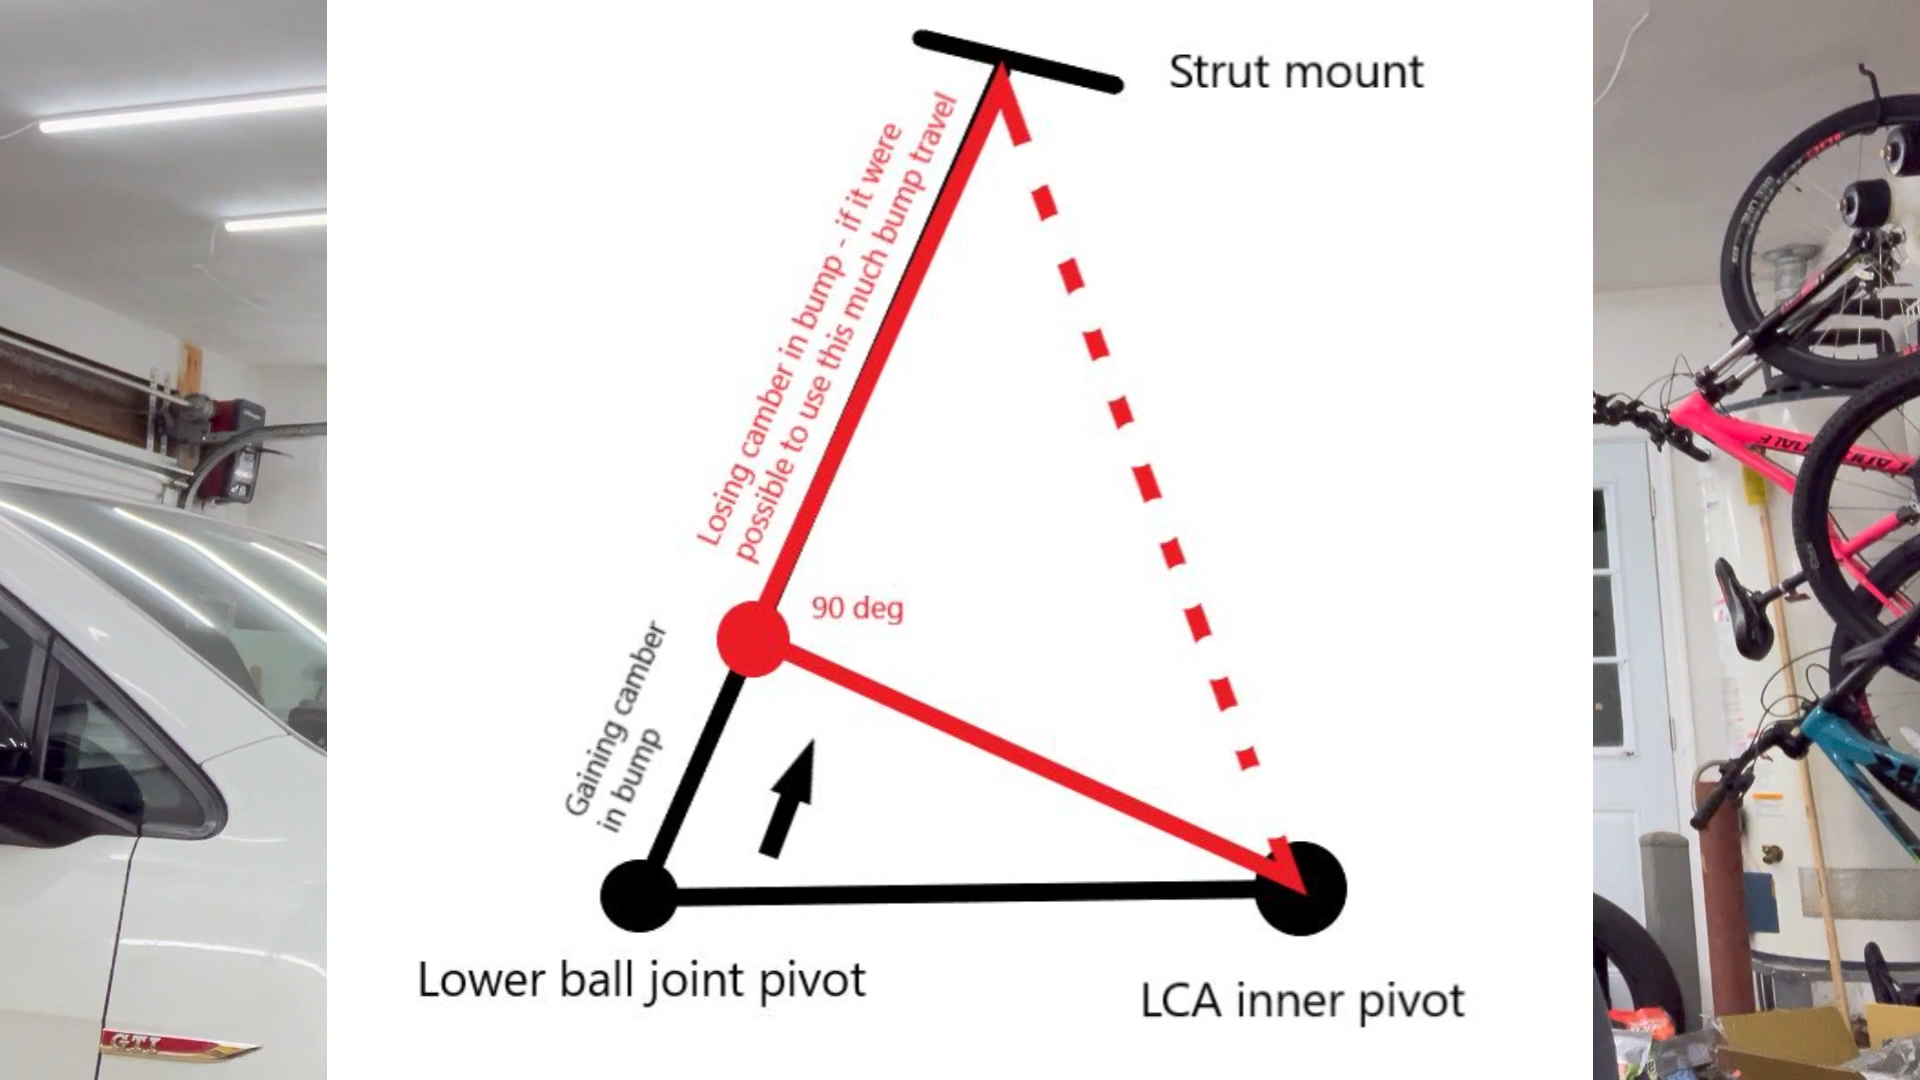 Strut mount
Losing camber in bump - if it were
possible to use this much bump travel
90 deg
Gaining camber
in bump
Lower ball joint pivot
LCA inner pivot
GTI